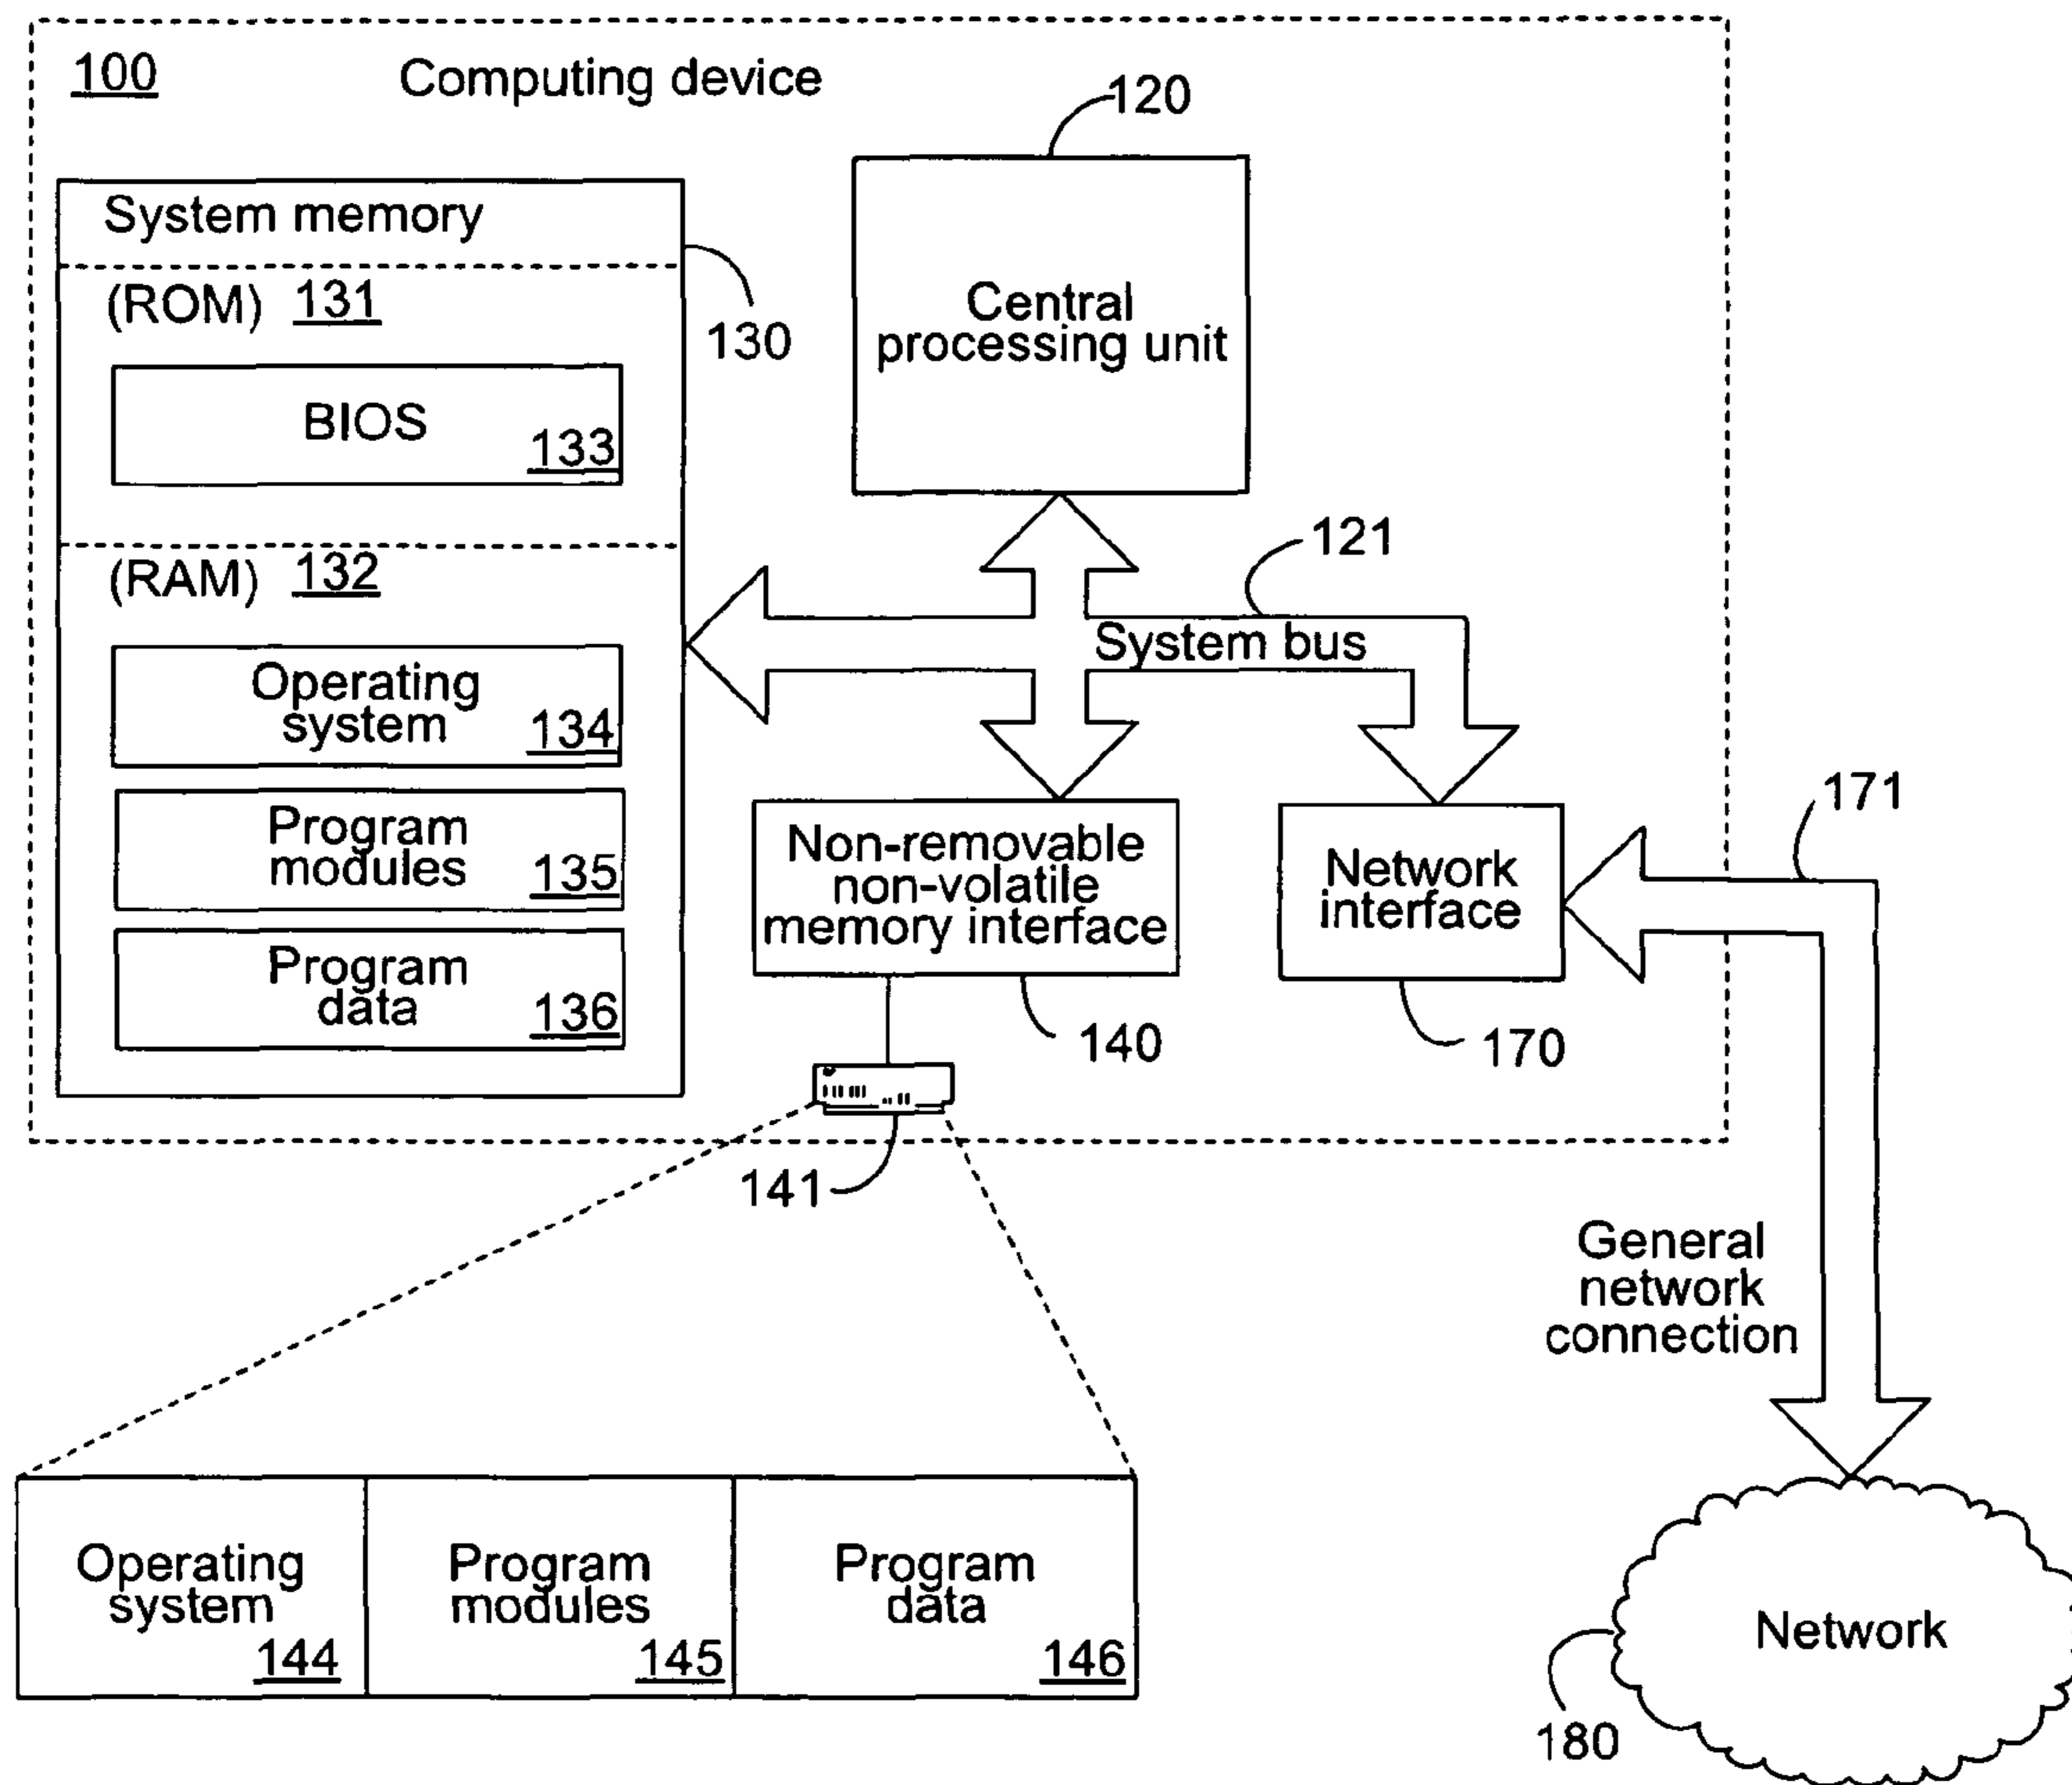 100
Computing device
120
System memory
(ROM) 131
130
BIOS
133
Central
processing unit
121
(RAM) 132
System bus
Operating
system
134
Program
modules
135
Program
data
136
Non-removable
non-volatile
memory interface
140
Network
interface
170
171
141
General
network
connection
Operating
system
144
Program
modules
145
Program
data
146
Network
180